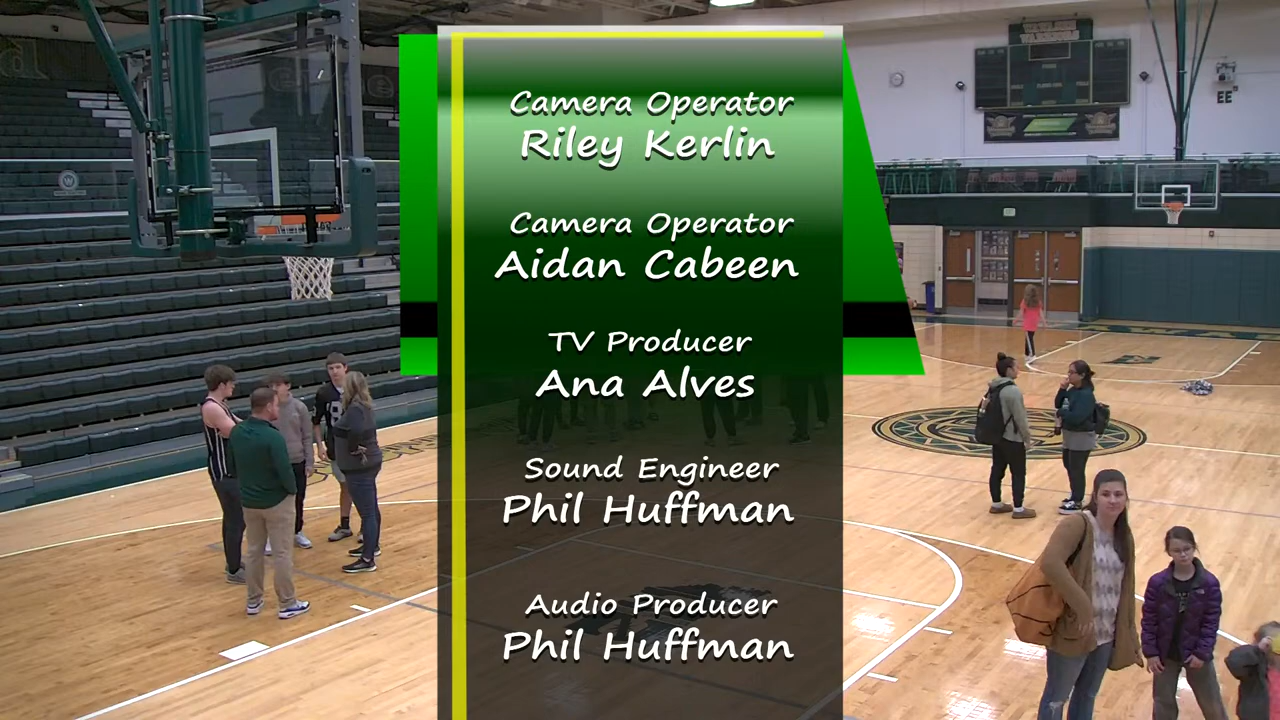 Camera Operator
Riley Kerlin
Camera Operator
Aidan Cabeen
TV Producer
Ana Alves
Sound Engineer
Phil Huffman
Audio Producer
Phil Huffman